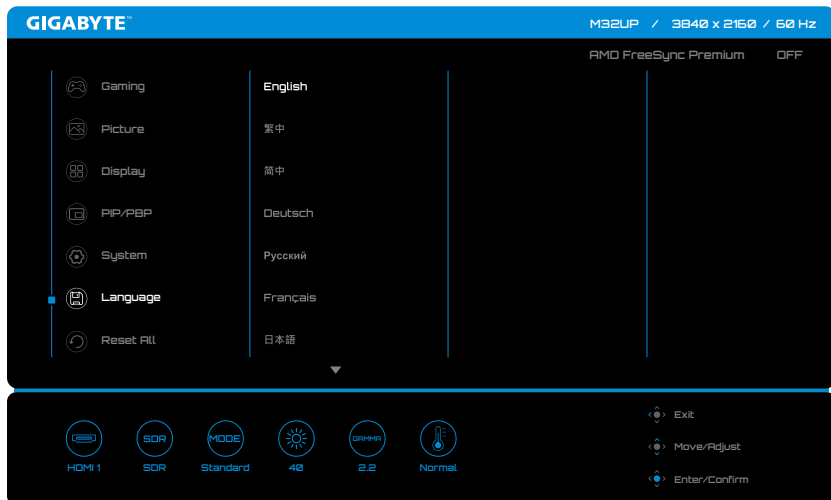 GIGABYTE™
M32UP / 3840 x 2160 / 60 Hz
AMD FreeSync Premium OFF
Gaming
Picture
Display
PIP/PBP
System
Language
Reset All
English
繁中
简中
Deutsch
Русский
Français
日本語
HDMI 1
SDR
SDR
MODE
Standard
40
GAMMA
2.2
Normal
Exit
Move/Adjust
Enter/Confirm